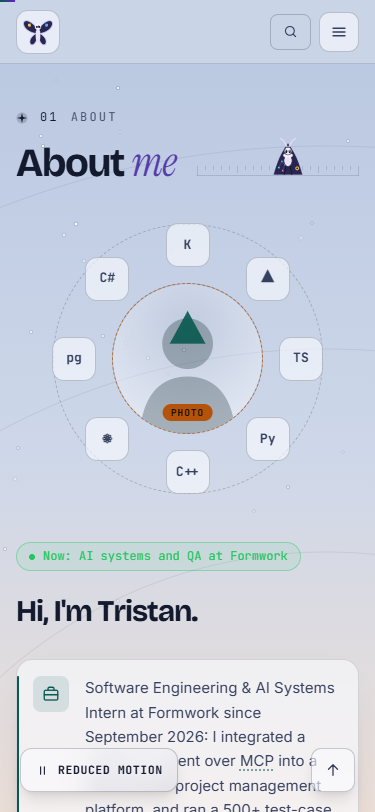 01 ABOUT
About me
K
C#
TS
pg
Py
C++
PHOTO
Now: AI systems and QA at Formwork
Hi, I'm Tristan.
Software Engineering & AI Systems
Intern at Formwork since
September 2026: I integrated a
ent over MCP into a
REDUCED MOTION
project management
platform, and ran a 500+ test-case